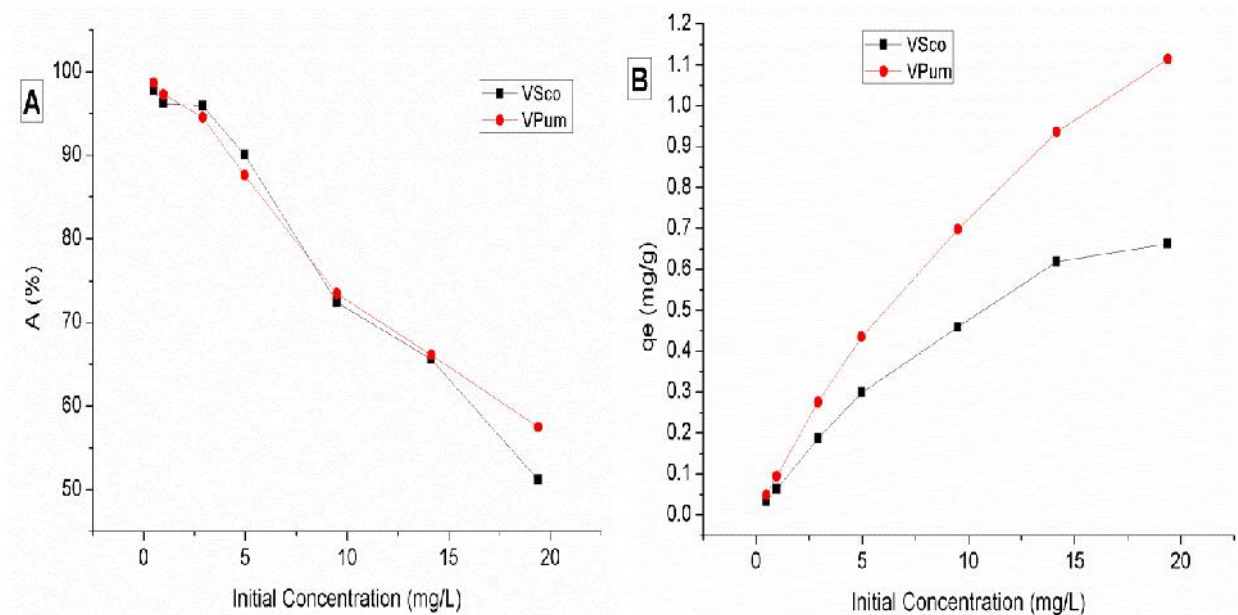 A
100
90
80
70
60
50
A (%)
VSco
VPum
0
5
10
15
20
Initial Concentration (mg/L)
B
1.2
1.1
1.0
0.9
0.8
0.7
0.6
0.5
0.4
0.3
0.2
0.1
0.0
qe (mg/g)
VSco
VPum
0
5
10
15
20
Initial Concentration (mg/L)